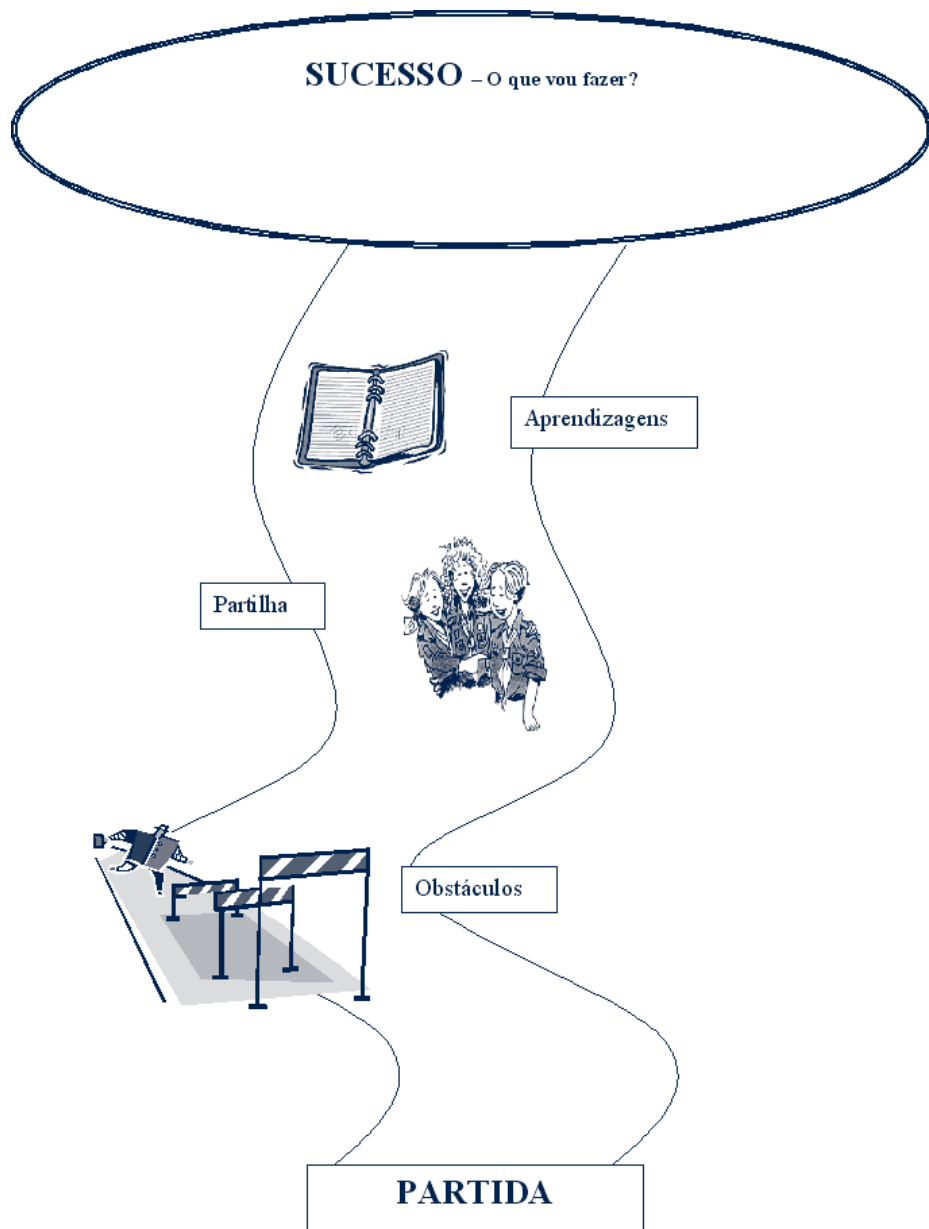 SUCESSO – O que vou fazer?
Aprendizagens
Partilha
Obstáculos
PARTIDA